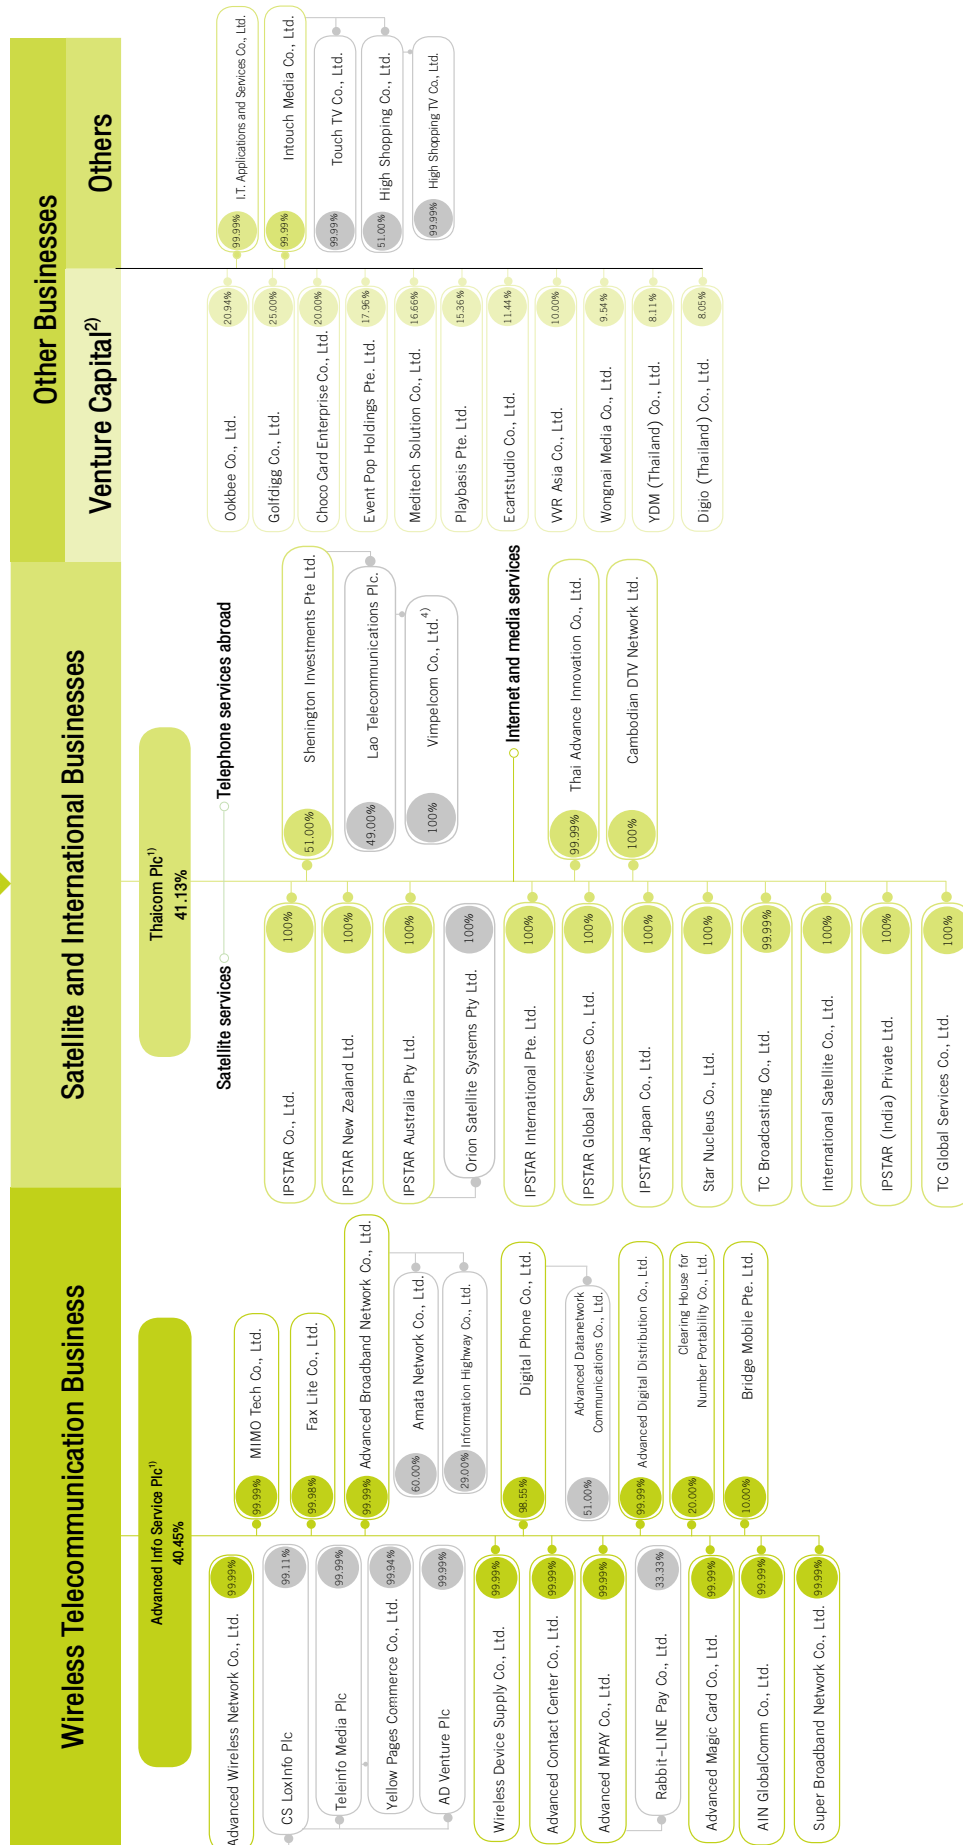 Wireless Telecommunication Business
Advanced Info Service Plc1)
40.45%
Advanced Wireless Network Co., Ltd. 99.99%
CS LoxInfo Plc 99.11%
Teleinfo Media Plc 99.99%
Yellow Pages Commerce Co., Ltd. 99.94%
AD Venture Plc 99.99%
Wireless Device Supply Co., Ltd. 99.99%
Advanced Contact Center Co., Ltd. 99.99%
Advanced MPAY Co., Ltd. 99.99%
Rabbit-LINE Pay Co., Ltd. 33.33%
Advanced Magic Card Co., Ltd. 99.99%
AIN GlobalComm Co., Ltd. 99.99%
Super Broadband Network Co., Ltd. 99.99%
99.99% MIMO Tech Co., Ltd.
99.98% Fax Lite Co., Ltd.
99.99% Advanced Broadband Network Co., Ltd.
60.00% Amata Network Co., Ltd.
29.00% Information Highway Co., Ltd.
98.55% Digital Phone Co., Ltd.
51.00% Advanced Datanetwork
Communications Co., Ltd.
99.99% Advanced Digital Distribution Co., Ltd.
20.00% Clearing House for
Number Portability Co., Ltd.
10.00% Bridge Mobile Pte. Ltd.
Satellite and International Businesses
Thaicom Plc1)
41.13%
Satellite services
IPSTAR Co., Ltd. 100%
IPSTAR New Zealand Ltd. 100%
IPSTAR Australia Pty Ltd. 100%
Orion Satellite Systems Pty Ltd. 100%
IPSTAR International Pte. Ltd. 100%
IPSTAR Global Services Co., Ltd. 100%
IPSTAR Japan Co., Ltd. 100%
Star Nucleus Co., Ltd. 100%
TC Broadcasting Co., Ltd. 99.99%
International Satellite Co., Ltd. 100%
IPSTAR (India) Private Ltd. 100%
TC Global Services Co., Ltd. 100%
Telephone services abroad
51.00% Shenington Investments Pte Ltd.
49.00% Lao Telecommunications Plc.
100% Vimpelcom Co., Ltd.4)
Internet and media services
99.99% Thai Advance Innovation Co., Ltd.
100% Cambodian DTV Network Ltd.
Other Businesses
Venture Capital2)
Ookbee Co., Ltd. 20.94%
Golfdigg Co., Ltd. 25.00%
Choco Card Enterprise Co., Ltd. 20.00%
Event Pop Holdings Pte. Ltd. 17.96%
Meditech Solution Co., Ltd. 16.66%
Playbasis Pte. Ltd. 15.36%
Ecartstudio Co., Ltd. 11.44%
VVR Asia Co., Ltd. 10.00%
Wongnai Media Co., Ltd. 9.54%
YDM (Thailand) Co., Ltd. 8.11%
Digio (Thailand) Co., Ltd. 8.05%
Others
99.99% I.T. Applications and Services Co., Ltd.
99.99% Intouch Media Co., Ltd.
99.99% Touch TV Co., Ltd.
51.00% High Shopping Co., Ltd.
99.99% High Shopping TV Co., Ltd.